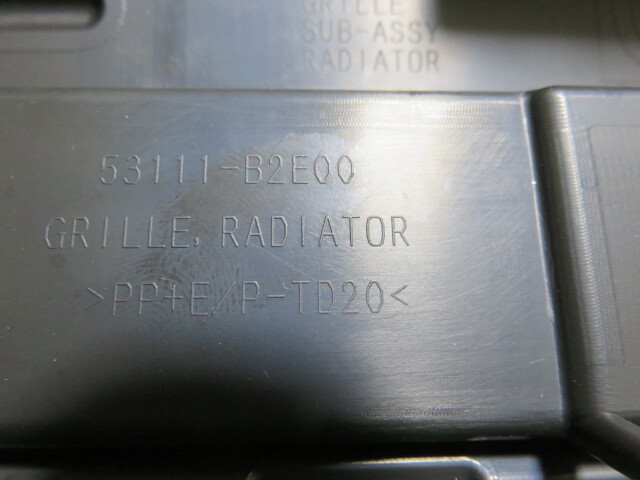 GRILLE
SUB-ASSY
RADIATOR
53111-B2E00
GRILLE, RADIATOR
>PP+E/P-TD20<